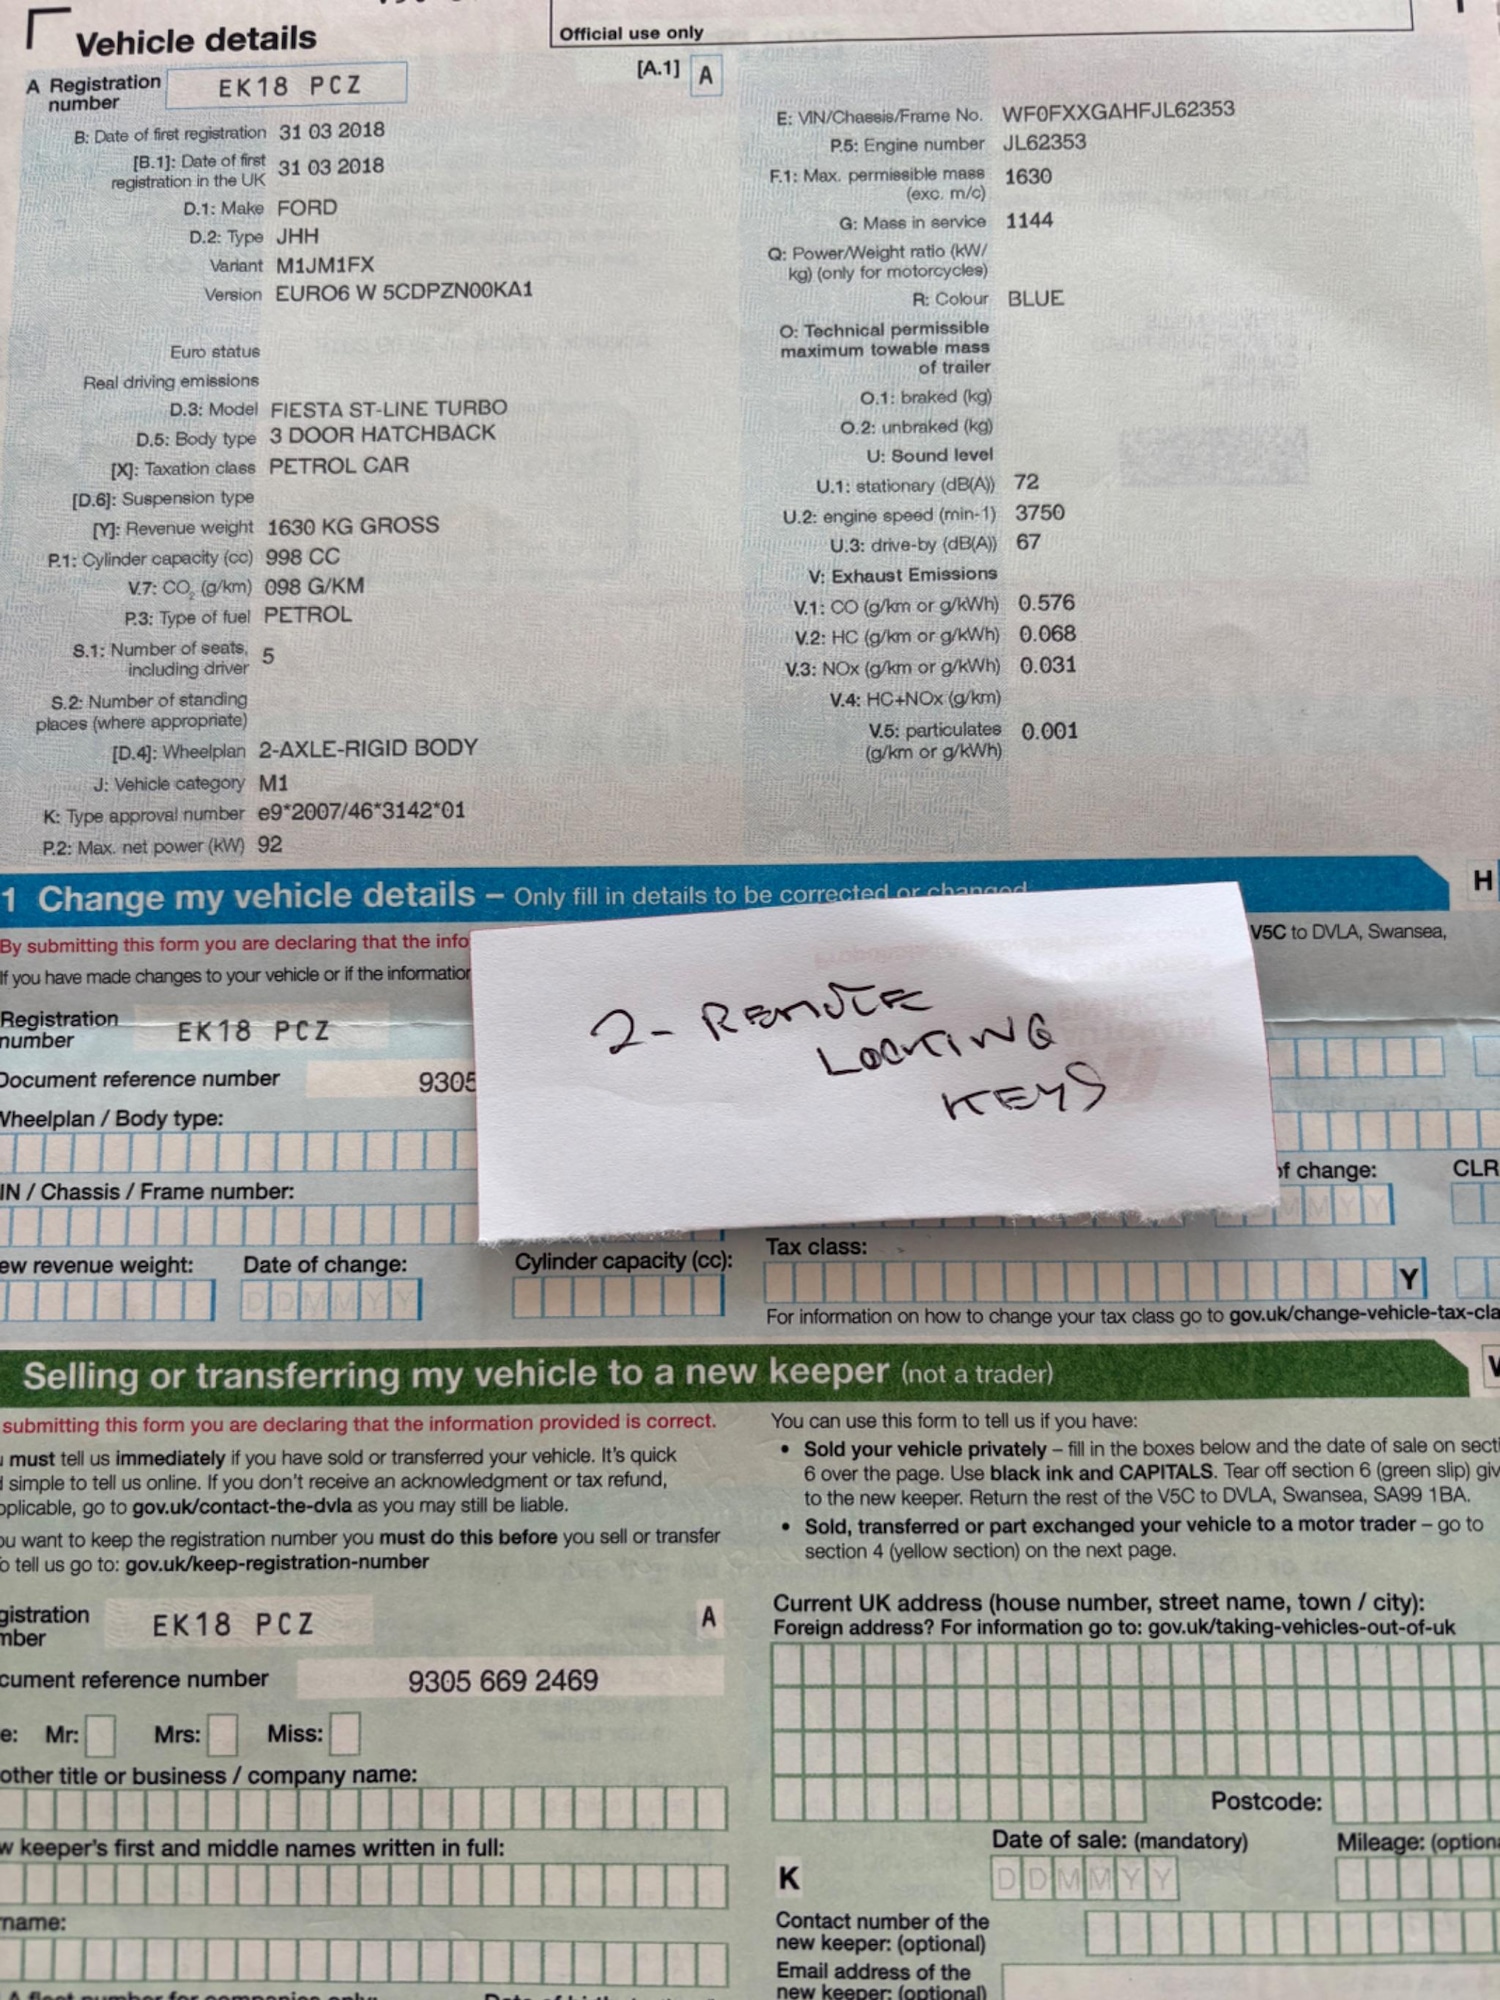 Vehicle details
Official use only
A Registration number EK18 PCZ
[A.1] A
B: Date of first registration 31 03 2018
[B.1]: Date of first registration in the UK 31 03 2018
D.1: Make FORD
D.2: Type JHH
Variant M1JM1FX
Version EURO6 W 5CDPZN00KA1
Euro status
Real driving emissions
D.3: Model FIESTA ST-LINE TURBO
D.5: Body type 3 DOOR HATCHBACK
[X]: Taxation class PETROL CAR
[D.6]: Suspension type
[Y]: Revenue weight 1630 KG GROSS
P.1: Cylinder capacity (cc) 998 CC
V.7: CO2 (g/km) 098 G/KM
P.3: Type of fuel PETROL
S.1: Number of seats, including driver 5
S.2: Number of standing places (where appropriate)
[D.4]: Wheelplan 2-AXLE-RIGID BODY
J: Vehicle category M1
K: Type approval number e9*2007/46*3142*01
P.2: Max. net power (kW) 92
E: VIN/Chassis/Frame No. WF0FXXGAHFJL62353
P.5: Engine number JL62353
F.1: Max. permissible mass (exc. m/c) 1630
G: Mass in service 1144
Q: Power/Weight ratio (kW/kg) (only for motorcycles)
R: Colour BLUE
O: Technical permissible maximum towable mass of trailer
O.1: braked (kg)
O.2: unbraked (kg)
U: Sound level
U.1: stationary (dB(A)) 72
U.2: engine speed (min-1) 3750
U.3: drive-by (dB(A)) 67
V: Exhaust Emissions
V.1: CO (g/km or g/kWh) 0.576
V.2: HC (g/km or g/kWh) 0.068
V.3: NOx (g/km or g/kWh) 0.031
V.4: HC+NOx (g/km)
V.5: particulates (g/km or g/kWh) 0.001
1 Change my vehicle details – Only fill in details to be corrected or changed
H
By submitting this form you are declaring that the info
V5C to DVLA, Swansea,
If you have made changes to your vehicle or if the information
Registration number EK18 PCZ
Document reference number 9305
Wheelplan / Body type:
2 - REMOTE
LOCKING
KEYS
IN / Chassis / Frame number:
of change:
CLR
ew revenue weight:
Date of change:
DDMMYY
Cylinder capacity (cc):
Tax class:
Y
For information on how to change your tax class go to gov.uk/change-vehicle-tax-cla
Selling or transferring my vehicle to a new keeper (not a trader)
submitting this form you are declaring that the information provided is correct.
must tell us immediately if you have sold or transferred your vehicle. It's quick
simple to tell us online. If you don't receive an acknowledgment or tax refund,
pplicable, go to gov.uk/contact-the-dvla as you may still be liable.
ou want to keep the registration number you must do this before you sell or transfer
o tell us go to: gov.uk/keep-registration-number
gistration mber EK18 PCZ
A
cument reference number 9305 669 2469
e: Mr: Mrs: Miss:
other title or business / company name:
w keeper's first and middle names written in full:
rname:
You can use this form to tell us if you have:
• Sold your vehicle privately – fill in the boxes below and the date of sale on secti
6 over the page. Use black ink and CAPITALS. Tear off section 6 (green slip) giv
to the new keeper. Return the rest of the V5C to DVLA, Swansea, SA99 1BA.
• Sold, transferred or part exchanged your vehicle to a motor trader – go to
section 4 (yellow section) on the next page.
Current UK address (house number, street name, town / city):
Foreign address? For information go to: gov.uk/taking-vehicles-out-of-uk
Postcode:
Date of sale: (mandatory)
Mileage: (optiona
K
DDMMYY
Contact number of the
new keeper: (optional)
Email address of the
new keeper: (optional)